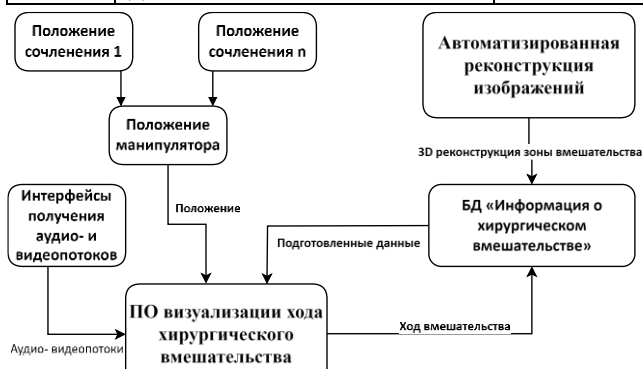 Положение
сочленения 1
Положение
сочленения n
Автоматизированная
реконструкция
изображений
Положение
манипулятора
3D реконструкция зоны вмешательства
Интерфейсы
получения
аудио- и
видеопотоков
Положение
БД «Информация о
хирургическом
вмешательстве»
Подготовленные данные
ПО визуализации хода
хирургического
вмешательства
Ход вмешательства
Аудио- видеопотоки